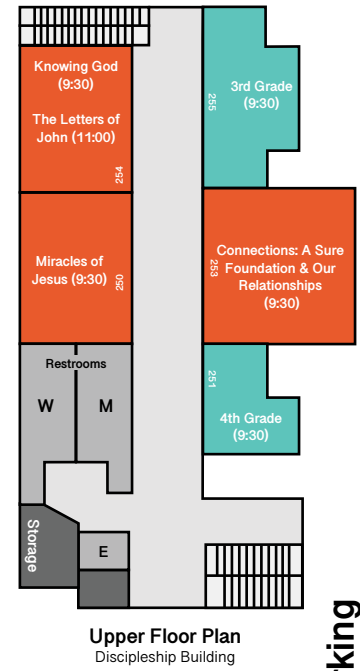 Knowing God
(9:30)
The Letters of
John (11:00)
254
3rd Grade
(9:30)
255
Miracles of
Jesus (9:30)
250
Connections: A Sure
Foundation & Our
Relationships
(9:30)
253
Restrooms
W
M
251
4th Grade
(9:30)
Storage
E
Upper Floor Plan
Discipleship Building
king